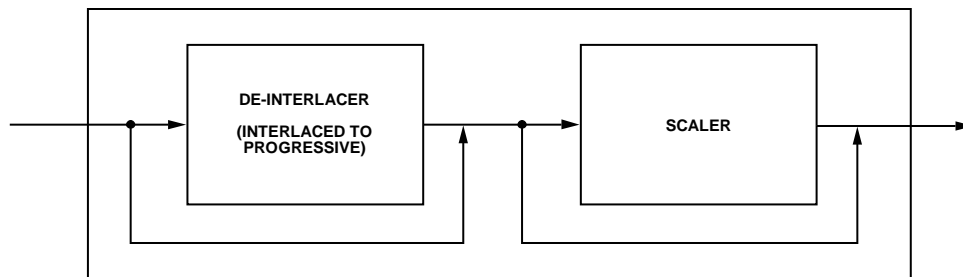 DE-INTERLACER
(INTERLACED TO
PROGRESSIVE)
SCALER